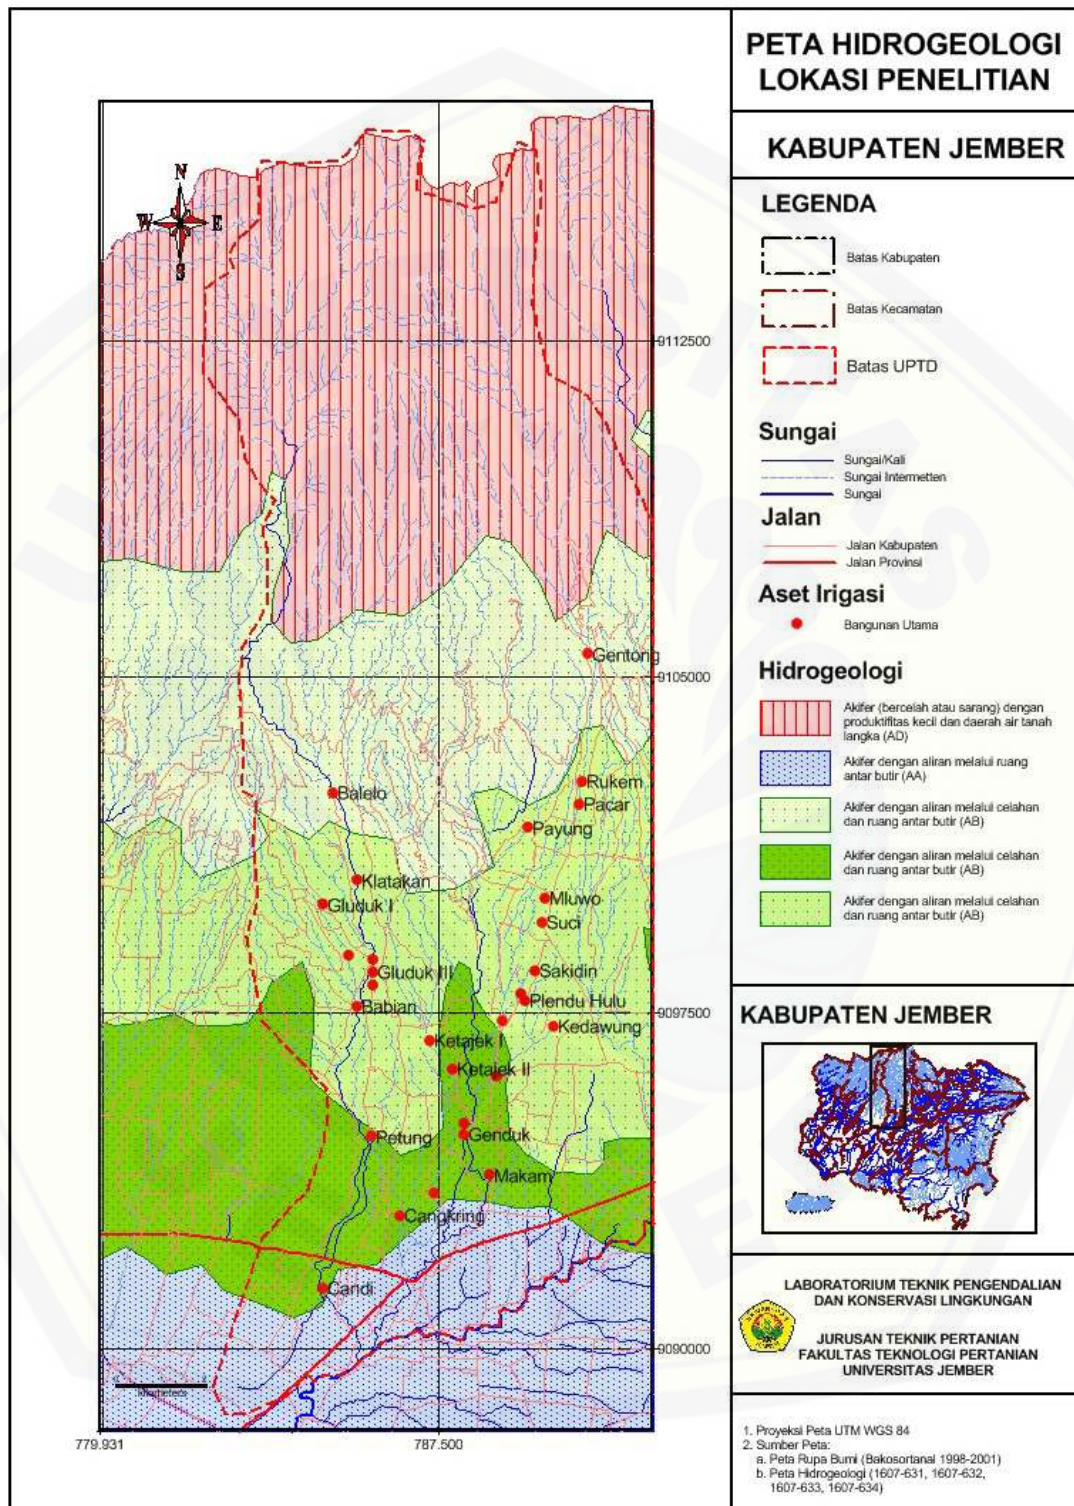 PETA HIDROGEOLOGI
LOKASI PENELITIAN
KABUPATEN JEMBER
LEGENDA
Batas Kabupaten
Batas Kecamatan
Batas UPTD
Sungai
Sungai/Kali
Sungai Intermetten
Sungai
Jalan
Jalan Kabupaten
Jalan Provinsi
Aset Irigasi
Bangunan Utama
Hidrogeologi
Akifer (bercelah atau sarang) dengan
produktifitas kecil dan daerah air tanah
langka (AD)
Akifer dengan aliran melalui ruang
antar butir (AA)
Akifer dengan aliran melalui celahan
dan ruang antar butir (AB)
Akifer dengan aliran melalui celahan
dan ruang antar butir (AB)
Akifer dengan aliran melalui celahan
dan ruang antar butir (AB)
KABUPATEN JEMBER
LABORATORIUM TEKNIK PENGENDALIAN
DAN KONSERVASI LINGKUNGAN
JURUSAN TEKNIK PERTANIAN
FAKULTAS TEKNOLOGI PERTANIAN
UNIVERSITAS JEMBER
1. Proyeksi Peta UTM WGS 84
2. Sumber Peta:
a. Peta Rupa Bumi (Bakosortanal 1998-2001)
b. Peta Hidrogeologi (1607-631, 1607-632,
1607-633, 1607-634)
N
W E
S
9112500
Gentong
9105000
Rukem
Balelo
Pacar
Payung
Klatakan
Mluwo
Gluduk I
Suci
Sakidin
Gluduk III
Plendu Hulu
Babian
9097500
Kedawung
Ketajek I
Ketajek II
Petung
Genduk
Makam
Cangkring
Candi
9090000
Kilometers
779.931
787.500